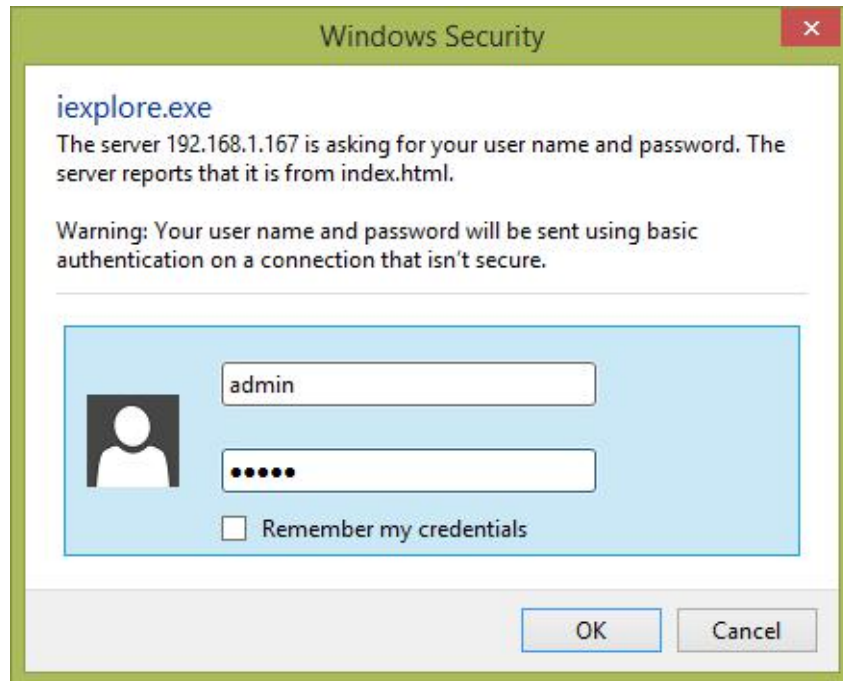 Windows Security
iexplore.exe
The server 192.168.1.167 is asking for your user name and password. The
server reports that it is from index.html.
Warning: Your user name and password will be sent using basic
authentication on a connection that isn't secure.
admin
●●●●●
Remember my credentials
OK
Cancel